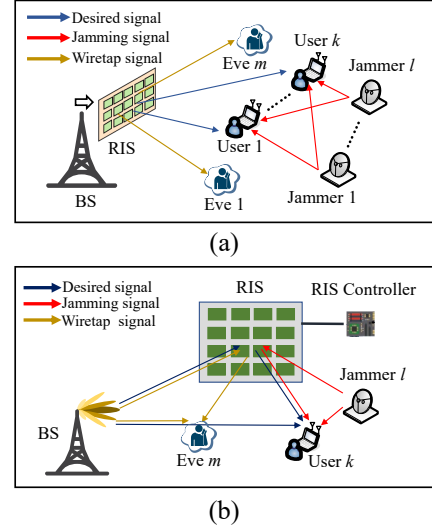 Desired signal
Jamming signal
Wiretap signal
Eve m
User k
Jammer l
RIS
User 1
BS
Eve 1
Jammer 1
(a)
Desired signal
Jamming signal
Wiretap signal
RIS
RIS Controller
Jammer l
BS
Eve m
User k
(b)